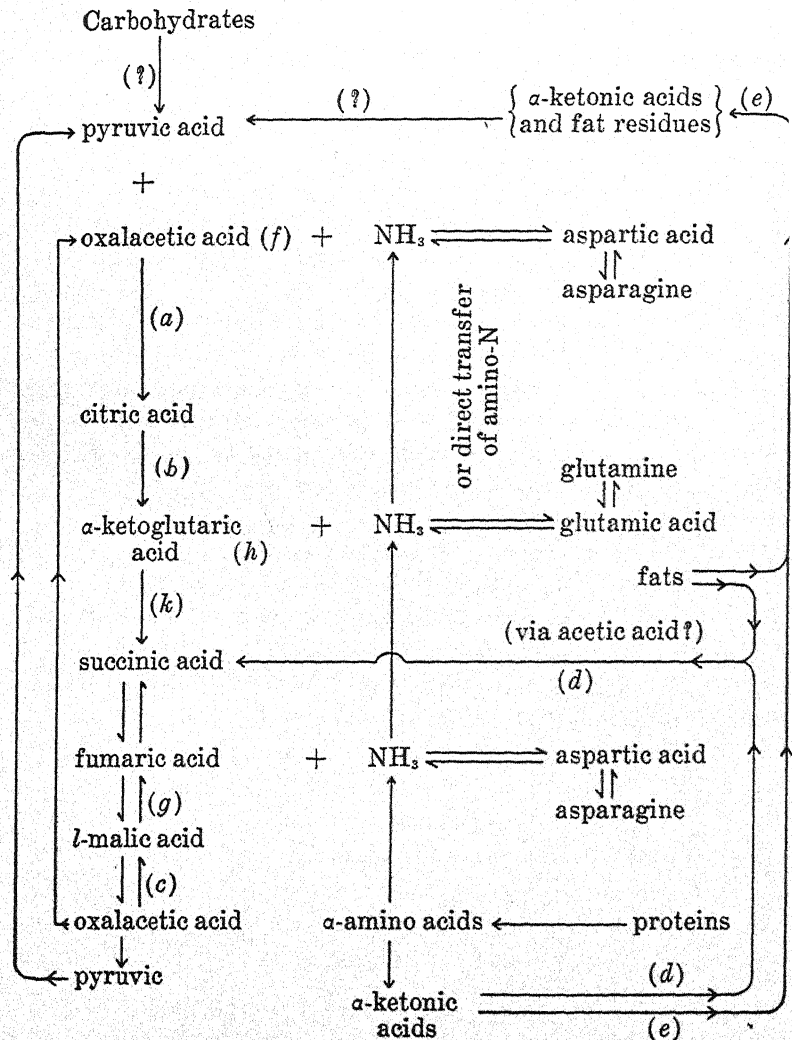 Carbohydrates
(?)
(?)
{ α-ketonic acids } (e)
{ and fat residues }
pyruvic acid
+
oxalacetic acid (f) + NH₃ aspartic acid
asparagine
(a)
or direct transfer
of amino-N
citric acid
(b)
glutamine
α-ketoglutaric + NH₃ glutamic acid
acid (h)
fats
(k)
(via acetic acid?)
succinic acid
(d)
fumaric acid + NH₃ aspartic acid
(g)
asparagine
l-malic acid
(c)
oxalacetic acid α-amino acids proteins
pyruvic
(d)
α-ketonic
acids
(e)